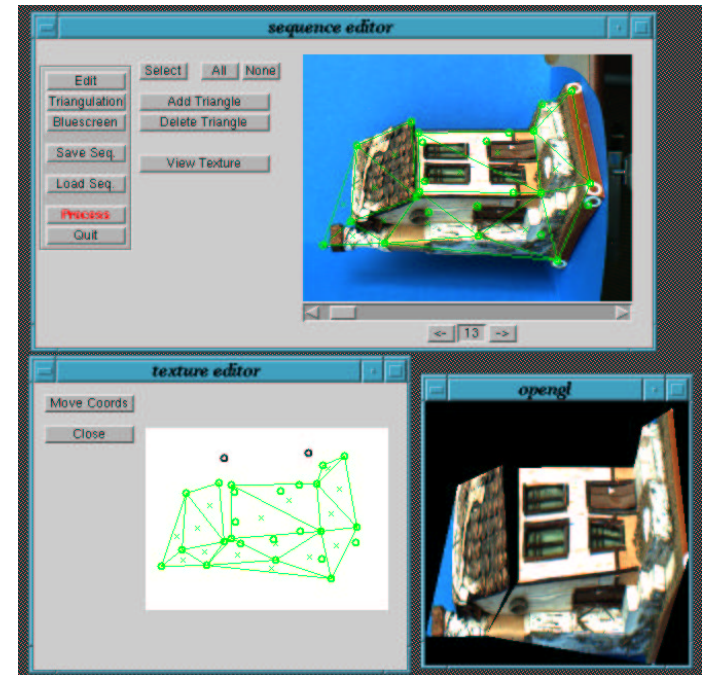 sequence editor
Select All None
Edit
Triangulation
Add Triangle
Bluescreen
Delete Triangle
Save Seq.
View Texture
Load Seq.
Process
Quit
<- 13 ->
texture editor
Move Coords
Close
opengl